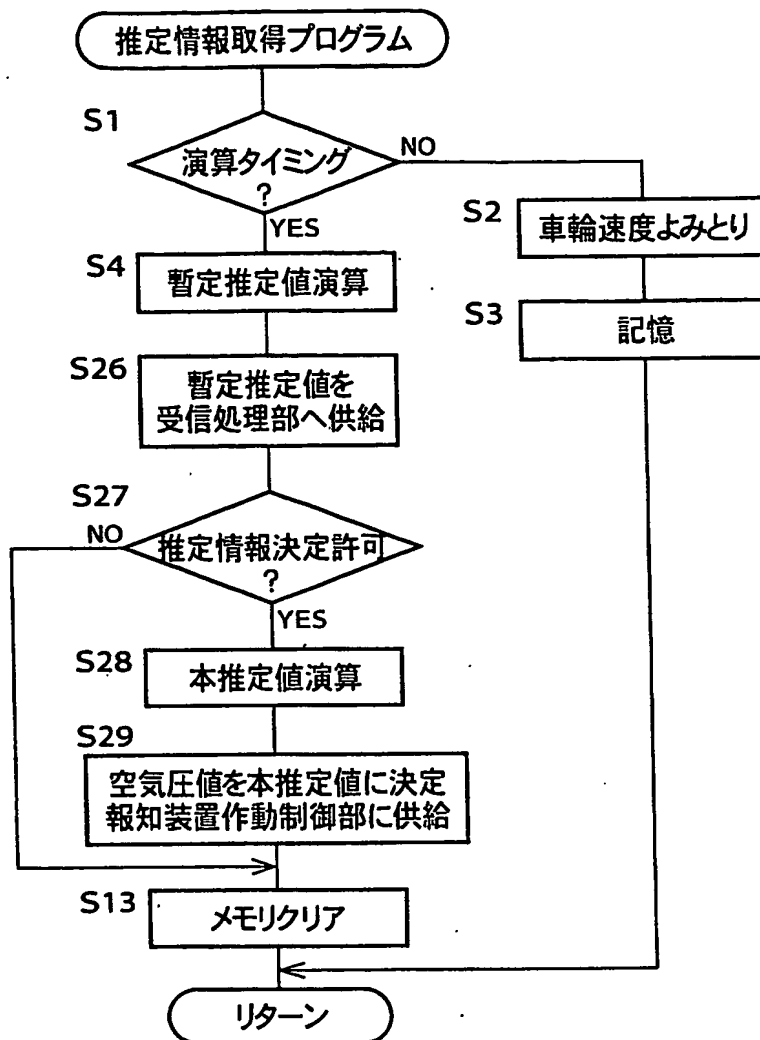 推定情報取得プログラム
S1
演算タイミング
?
NO
YES
S2
車輪速度よみとり
S3
記憶
S4
暫定推定値演算
S26
暫定推定値を
受信処理部へ供給
S27
NO
推定情報決定許可
?
YES
S28
本推定値演算
S29
空気圧値を本推定値に決定
報知装置作動制御部に供給
S13
メモリクリア
リターン